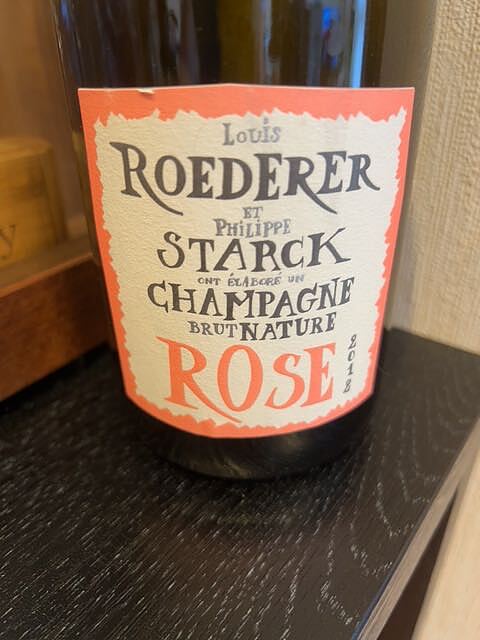 Louis
ROEDERER
ET
PHILIPPE
STARCK
ONT ÉLABORÉ UN
CHAMPAGNE
BRUT NATURE
ROSE
2012
y